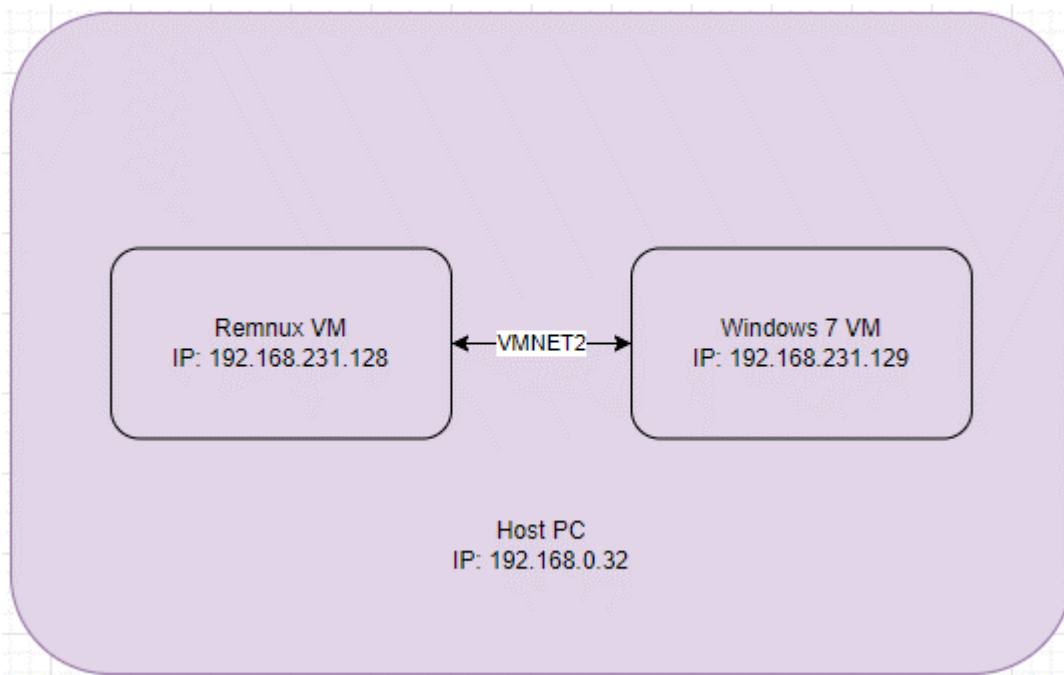 Remnux VM
IP: 192.168.231.128
VMNET2
Windows 7 VM
IP: 192.168.231.129
Host PC
IP: 192.168.0.32